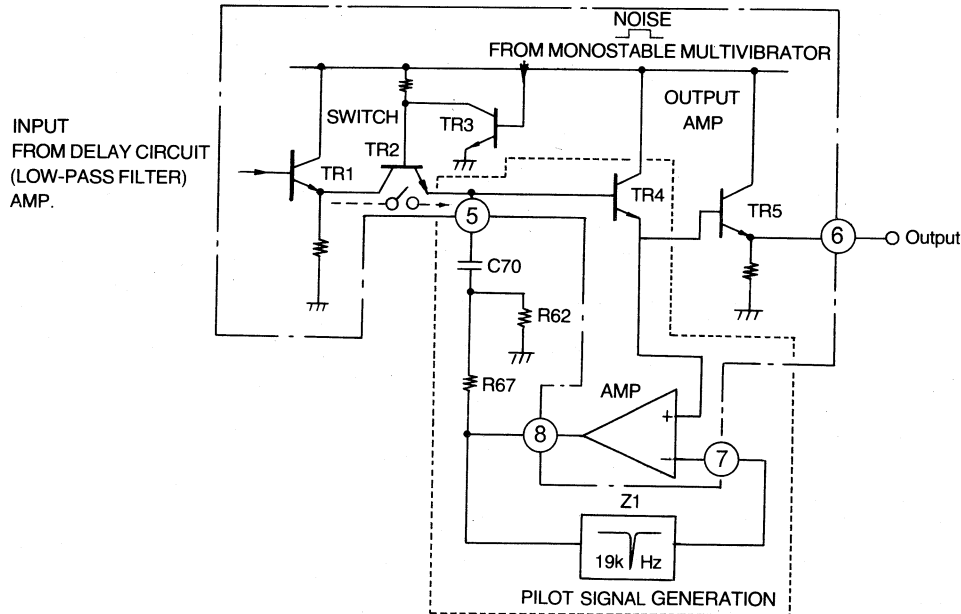 NOISE
FROM MONOSTABLE MULTIVIBRATOR
INPUT
FROM DELAY CIRCUIT
(LOW-PASS FILTER)
AMP.
SWITCH
OUTPUT
AMP
TR1
TR2
TR3
TR4
TR5
5
6
Output
C70
R62
R67
AMP
+
−
8
7
Z1
19k Hz
PILOT SIGNAL GENERATION